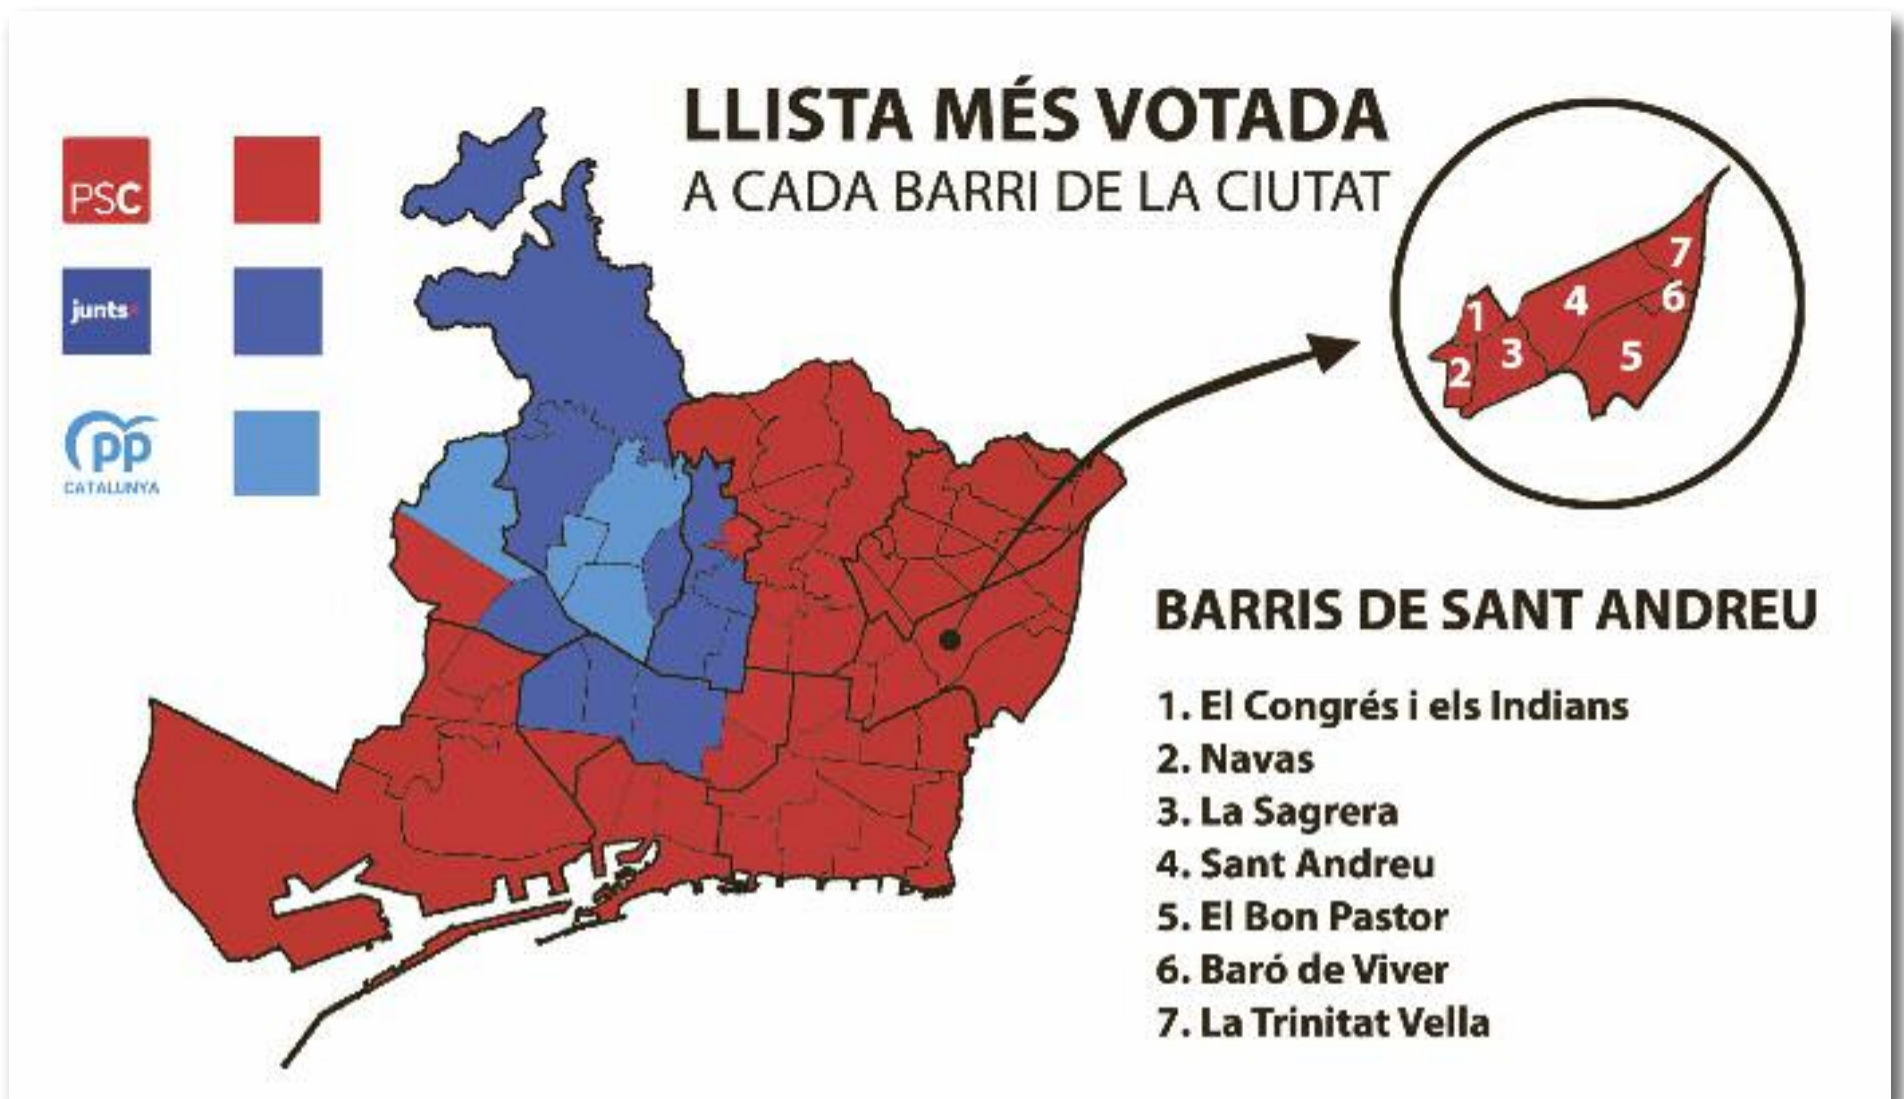 LLISTA MÉS VOTADA
A CADA BARRI DE LA CIUTAT
PSC
junts
pp
CATALUNYA
1
2
3
4
5
6
7
BARRIS DE SANT ANDREU
1. El Congrés i els Indians
2. Navas
3. La Sagrera
4. Sant Andreu
5. El Bon Pastor
6. Baró de Viver
7. La Trinitat Vella